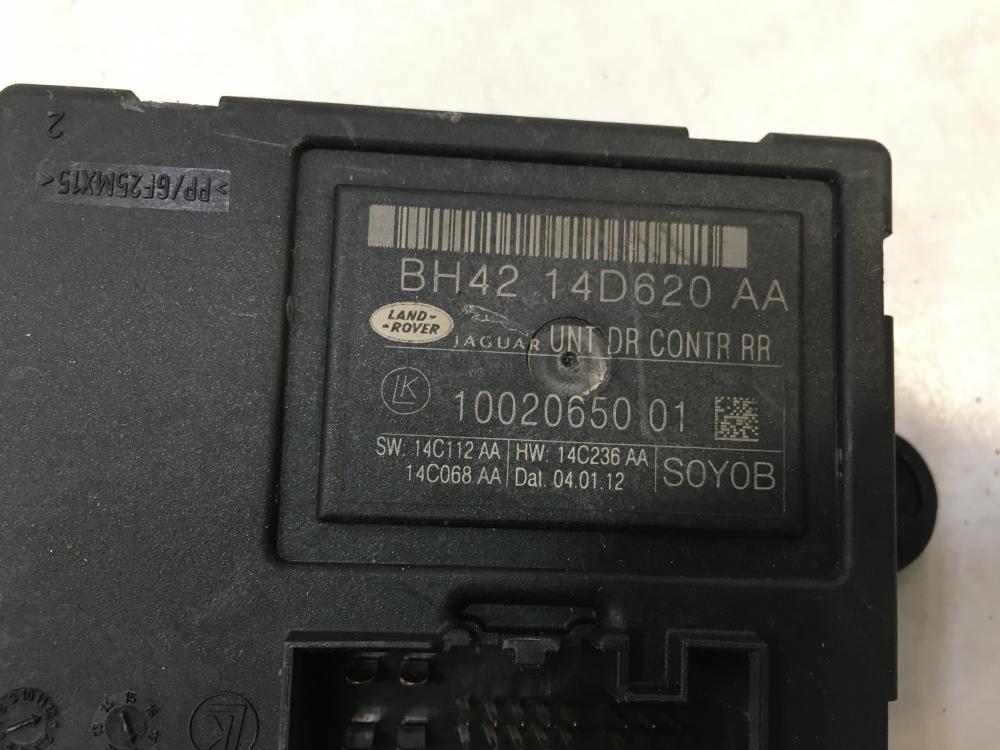 2
>PP/GF25MX15<
BH42 14D620 AA
LAND-
-ROVER
JAGUAR
UNT DR CONTR RR
LK
10020650 01
SW: 14C112 AA
14C068 AA
HW: 14C236 AA
Dat. 04.01.12
S0Y0B